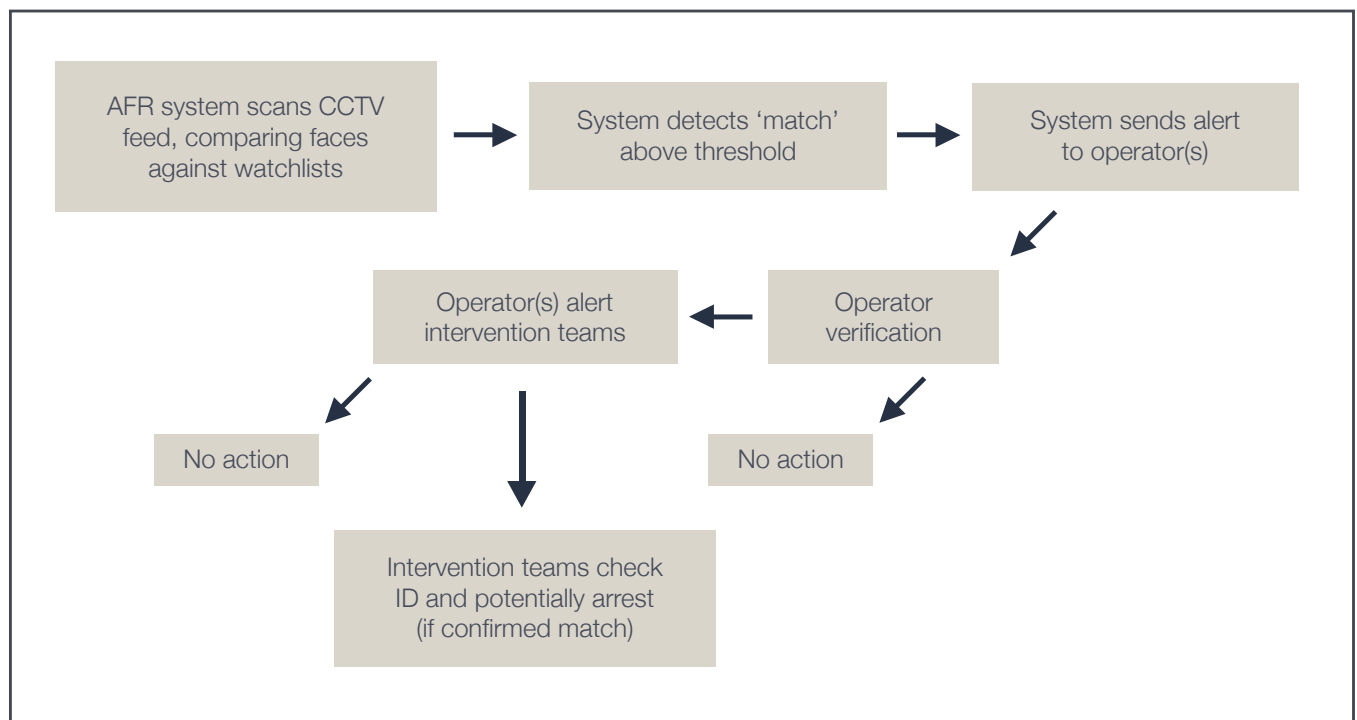 AFR system scans CCTV
feed, comparing faces
against watchlists
System detects ‘match’
above threshold
System sends alert
to operator(s)
Operator
verification
Operator(s) alert
intervention teams
No action
No action
Intervention teams check
ID and potentially arrest
(if confirmed match)